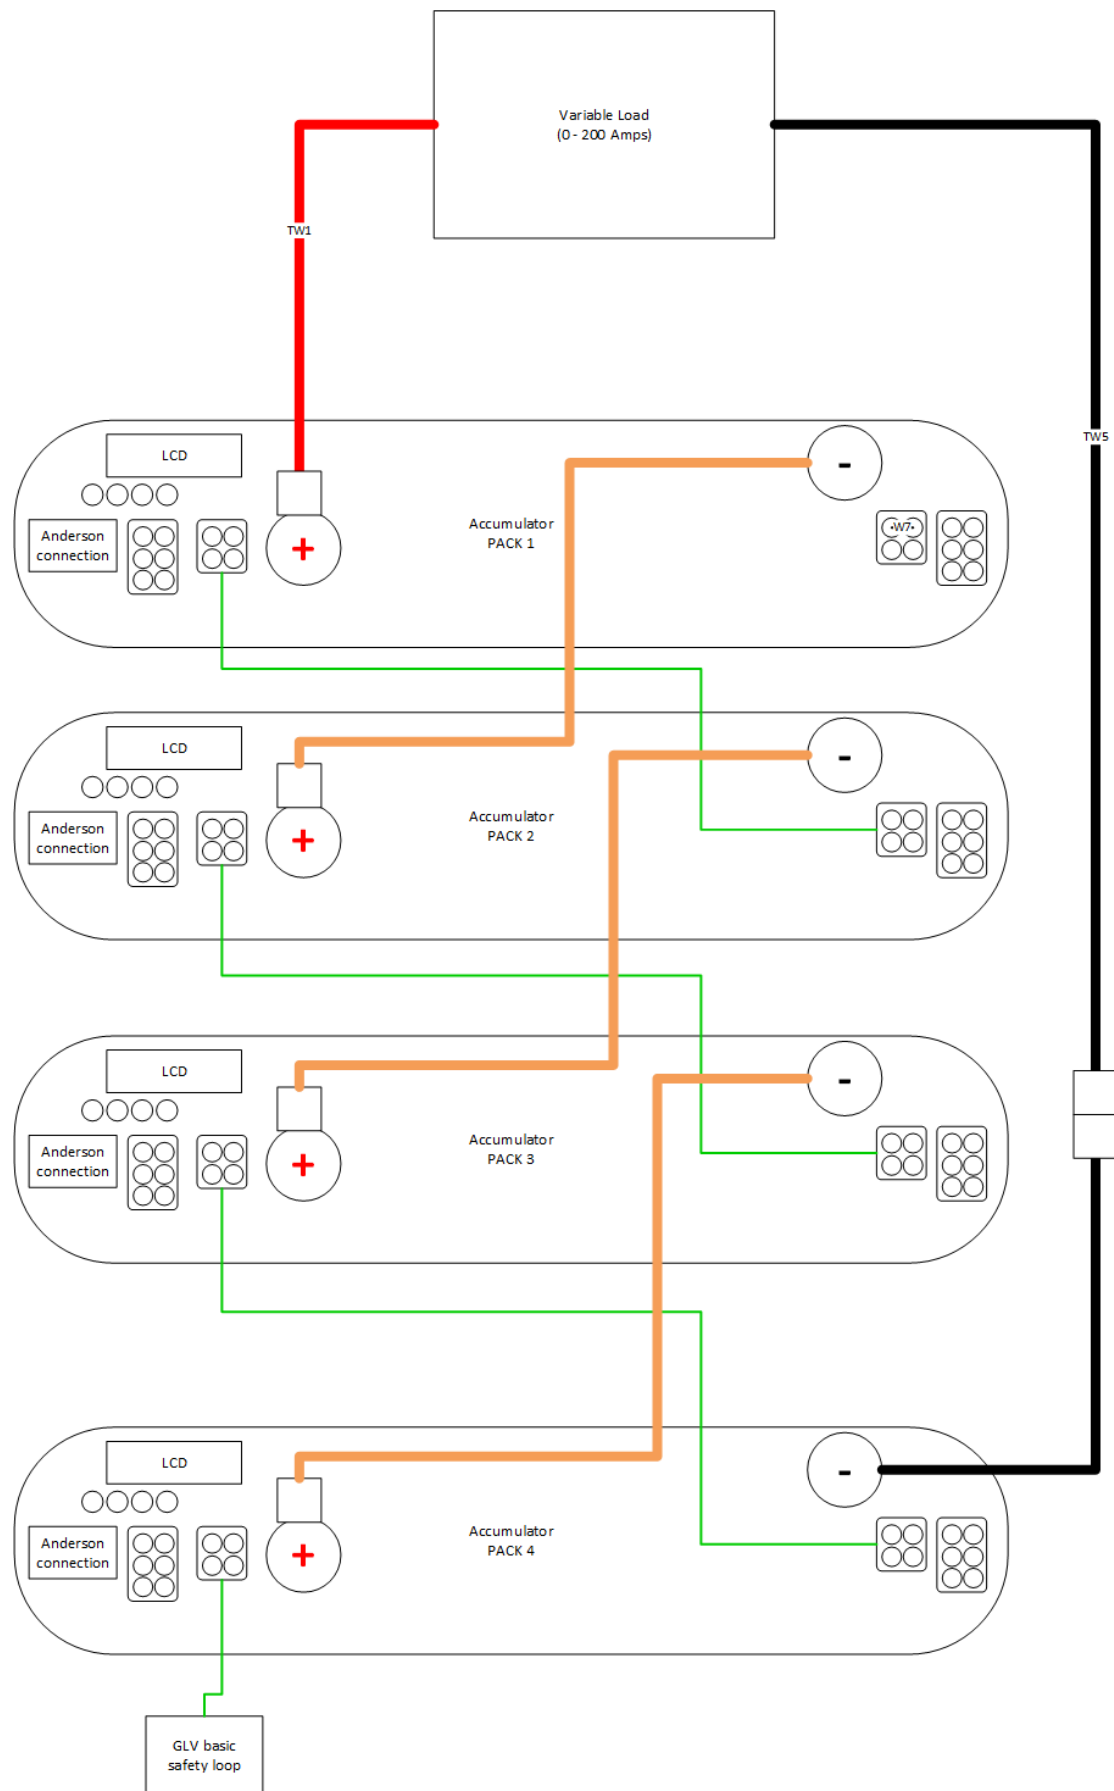 Variable Load
(0 - 200 Amps)
TW1
TW5
LCD
-
Anderson
connection
+
Accumulator
PACK 1
W7
LCD
-
Anderson
connection
+
Accumulator
PACK 2
LCD
-
Anderson
connection
+
Accumulator
PACK 3
LCD
-
Anderson
connection
+
Accumulator
PACK 4
GLV basic
safety loop